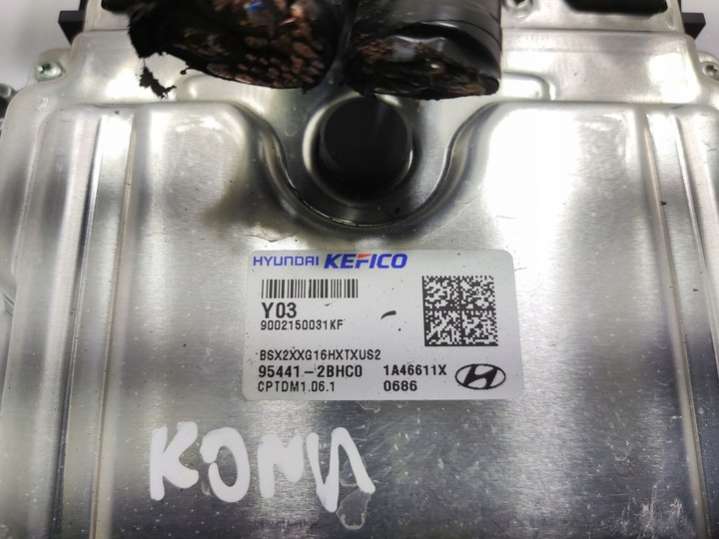 HYUNDAI KEFICO
Y03
9002150031KF
BSX2XXG16HXTXUS2
95441-2BHC0 1A46611X
CPTDM1.06.1 0686
KONA